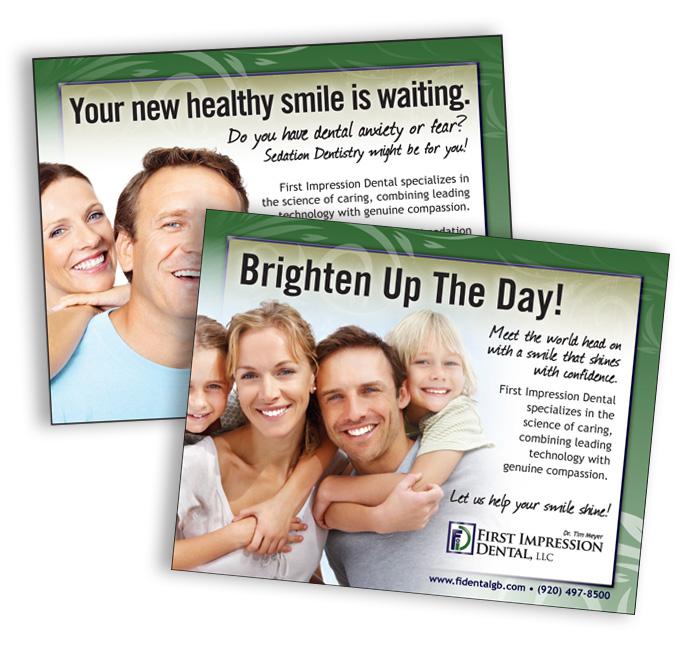 Your new healthy smile is waiting.
Do you have dental anxiety or fear?
Sedation Dentistry might be for you!
First Impression Dental specializes in
the science of caring, combining leading
technology with genuine compassion.
Brighten Up The Day!
Meet the world head on
with a smile that shines
with confidence.
First Impression Dental
specializes in the
science of caring,
combining leading
technology with
genuine compassion.
Let us help your smile shine!
Dr. Tim Meyer
First Impression
Dental, LLC
www.fidentalgb.com • (920) 497-8500